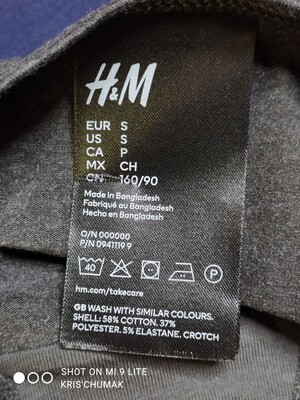 H&M
EUR S
US S
CA P
MX CH
CN 160/90
Made in Bangladesh
Fabriqué au Bangladesh
Hecho en Bangladesh
O/N 000000
P/N 0941119 9
40 P
hm.com/takecare
GB WASH WITH SIMILAR COLOURS.
SHELL: 58% COTTON. 37%
POLYESTER. 5% ELASTANE. CROTCH
SHOT ON MI 9 LITE
KRIS CHUMAK